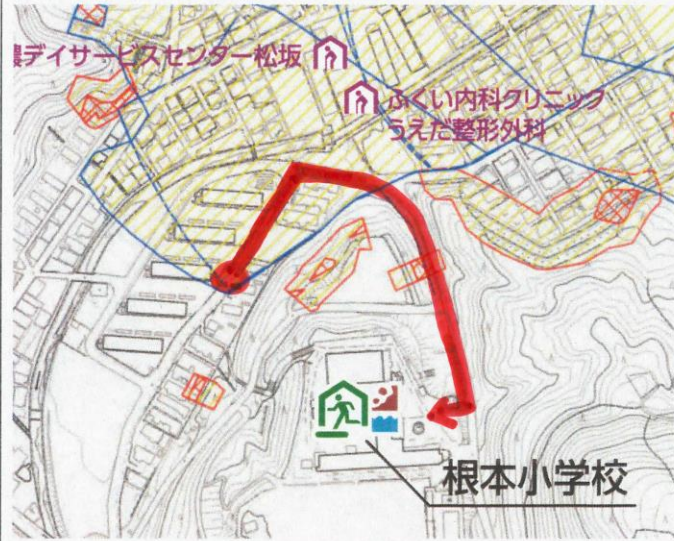 デイサービスセンター松坂
ふくい内科クリニック
うえだ整形外科
根本小学校